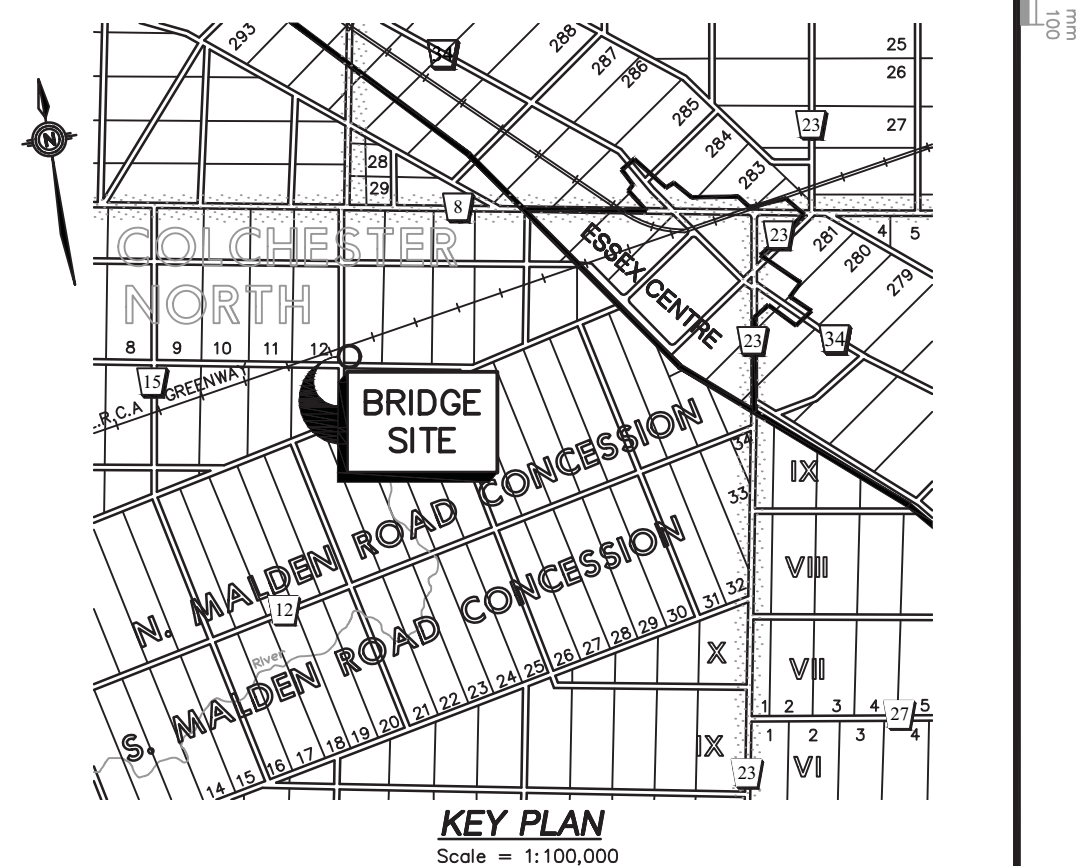 mm
100
293
34
288
287
286
285
284
283
25
26
27
23
28
29
8
COLCHESTER
NORTH
ESSEX CENTRE
23
281
280
279
4 5
8 9 10 11 12
15
GREENWAY
R,C.A
23
34
BRIDGE
SITE
N
N. MALDEN ROAD CONCESSION
34
33
32
31
IX
VIII
12
River
S. MALDEN ROAD CONCESSION
14 15 16 17 18 19 20 21 22 23 24 25 26 27 28 29 30
X
VII
1 2 3 4 5
27
1 2 3 4
IX
VI
23
KEY PLAN
Scale = 1:100,000